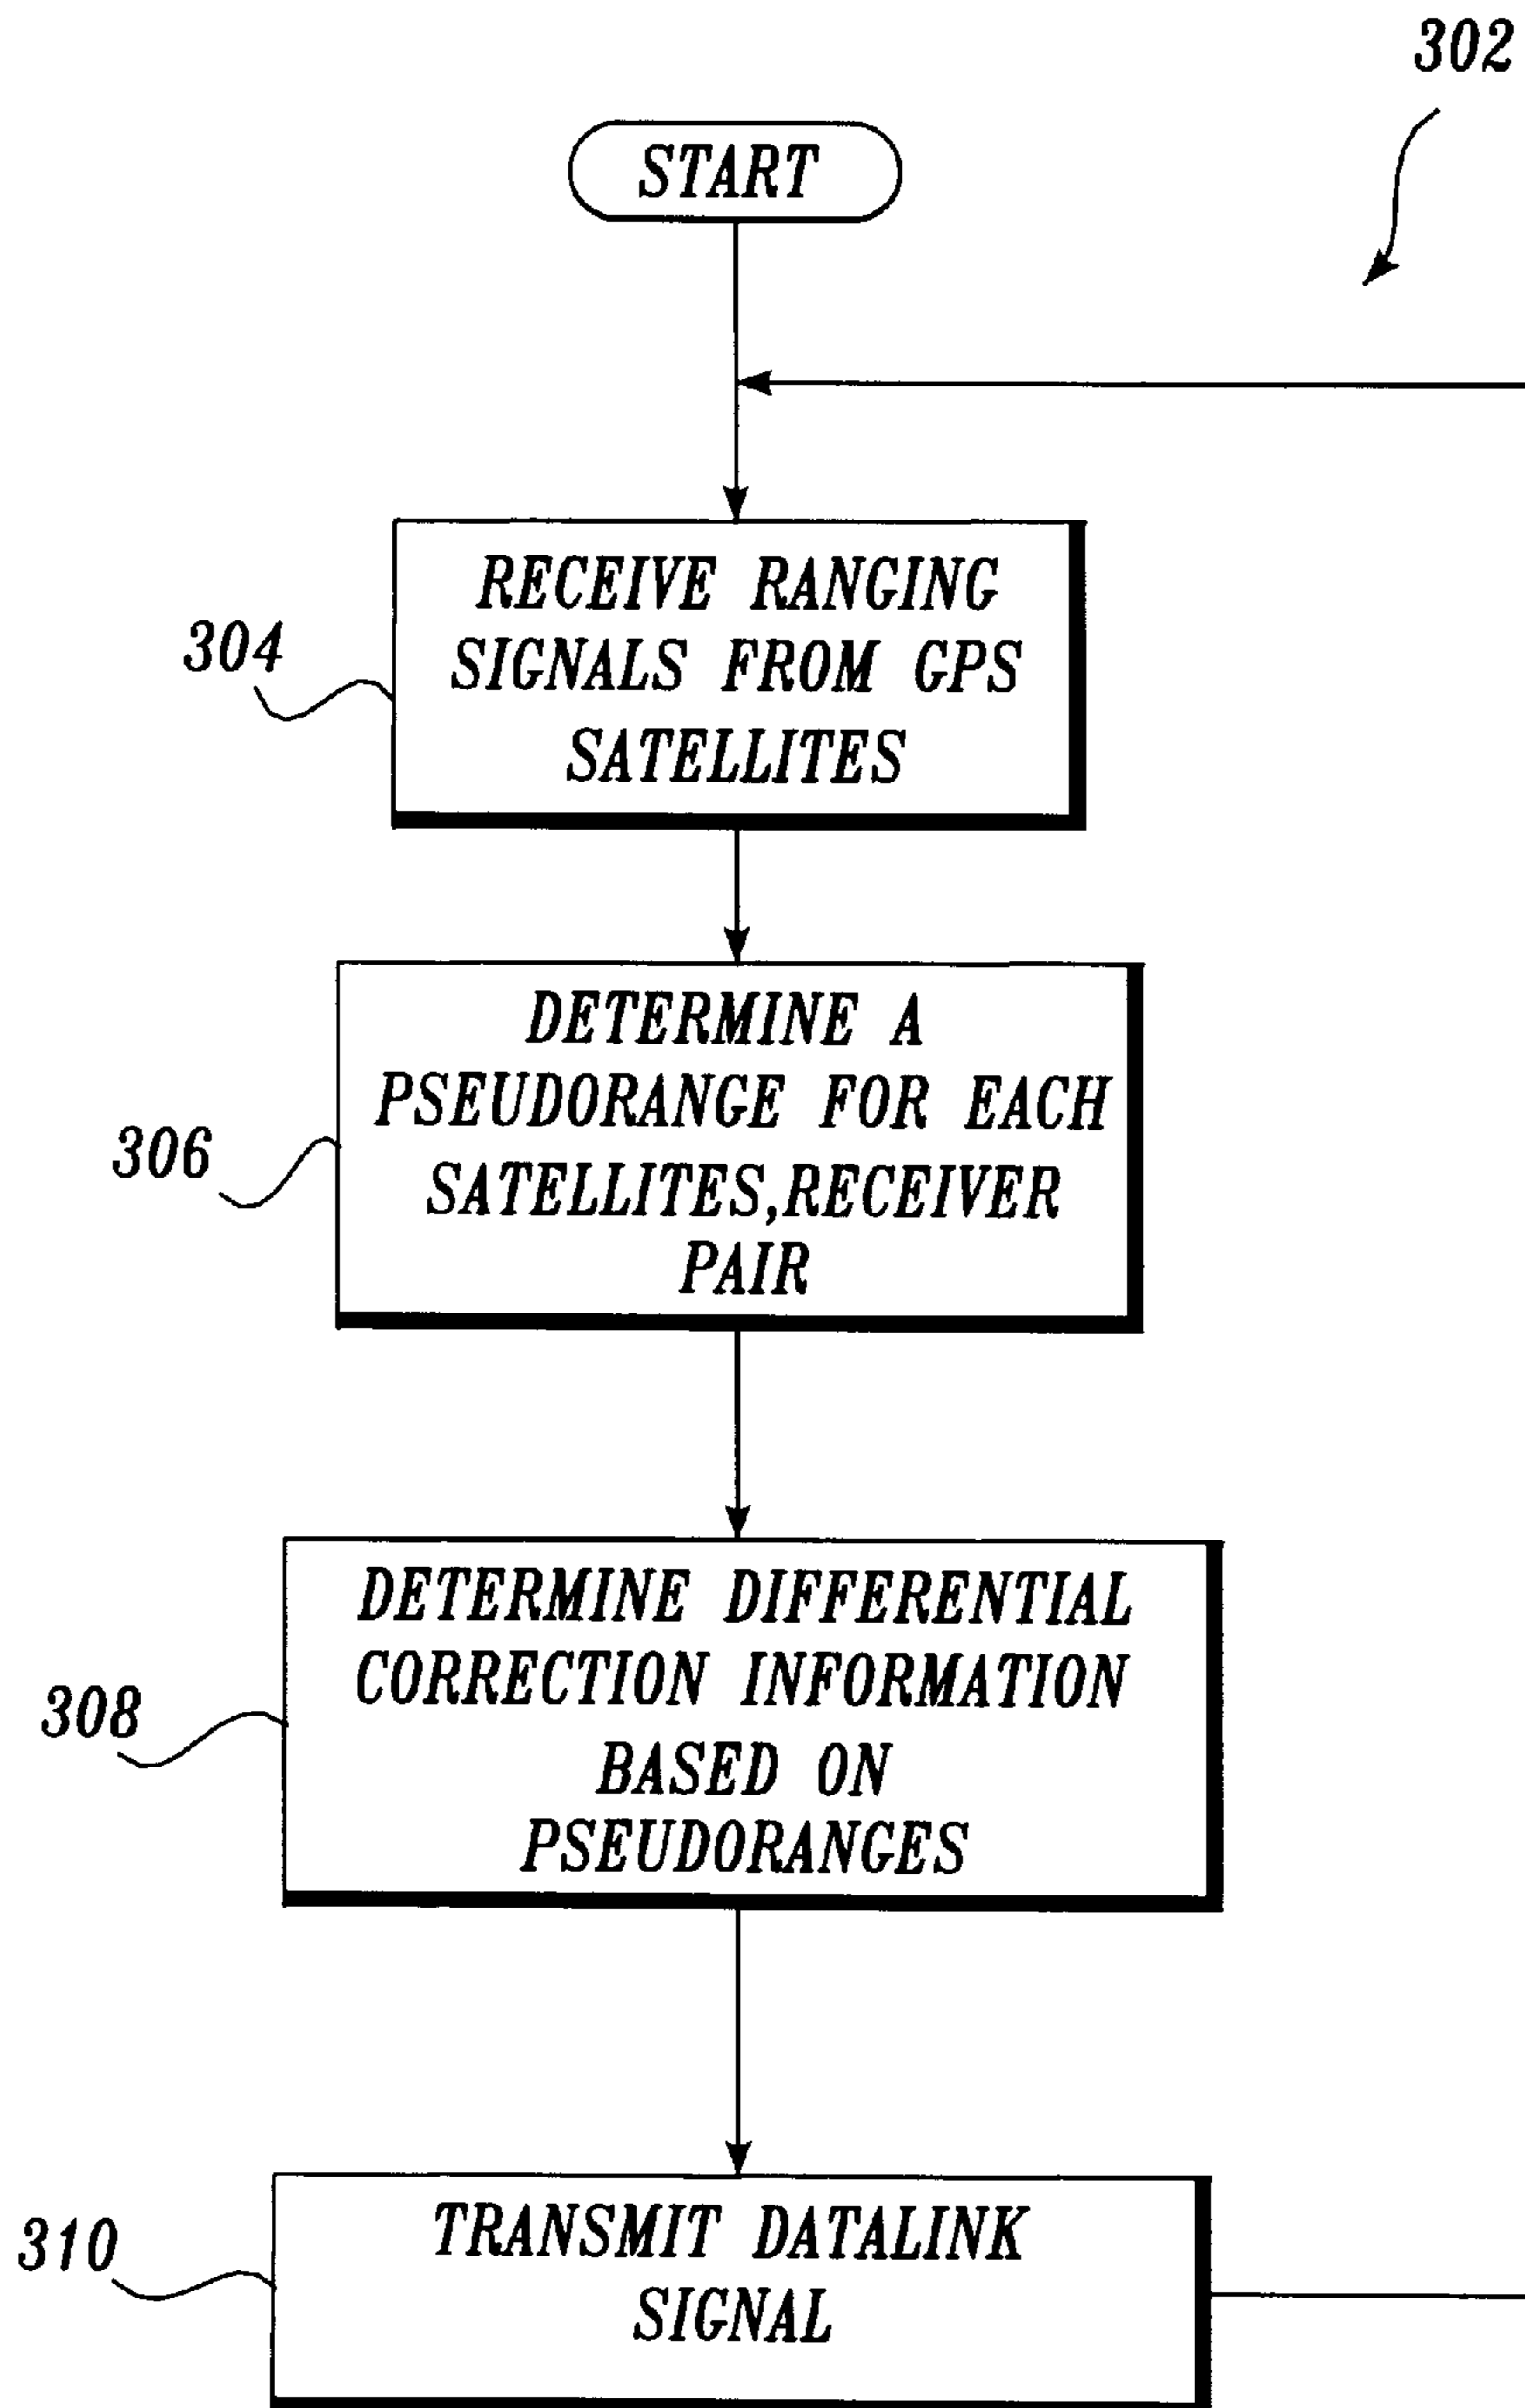 302
START
304
RECEIVE RANGING
SIGNALS FROM GPS
SATELLITES
306
DETERMINE A
PSEUDORANGE FOR EACH
SATELLITES,RECEIVER
PAIR
308
DETERMINE DIFFERENTIAL
CORRECTION INFORMATION
BASED ON
PSEUDORANGES
310
TRANSMIT DATALINK
SIGNAL